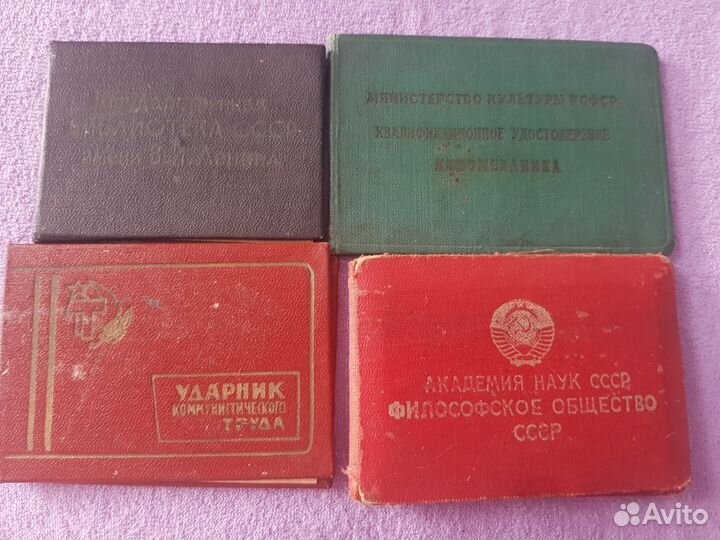 Государственная
библиотека СССР
имени В.И. Ленина
МИНИСТЕРСТВО КУЛЬТУРЫ РСФСР
КВАЛИФИКАЦИОННОЕ УДОСТОВЕРЕНИЕ
КИНОМЕХАНИКА
УДАРНИК
КОММУНИСТИЧЕСКОГО
ТРУДА
АКАДЕМИЯ НАУК СССР
ФИЛОСОФСКОЕ ОБЩЕСТВО
СССР
Avito